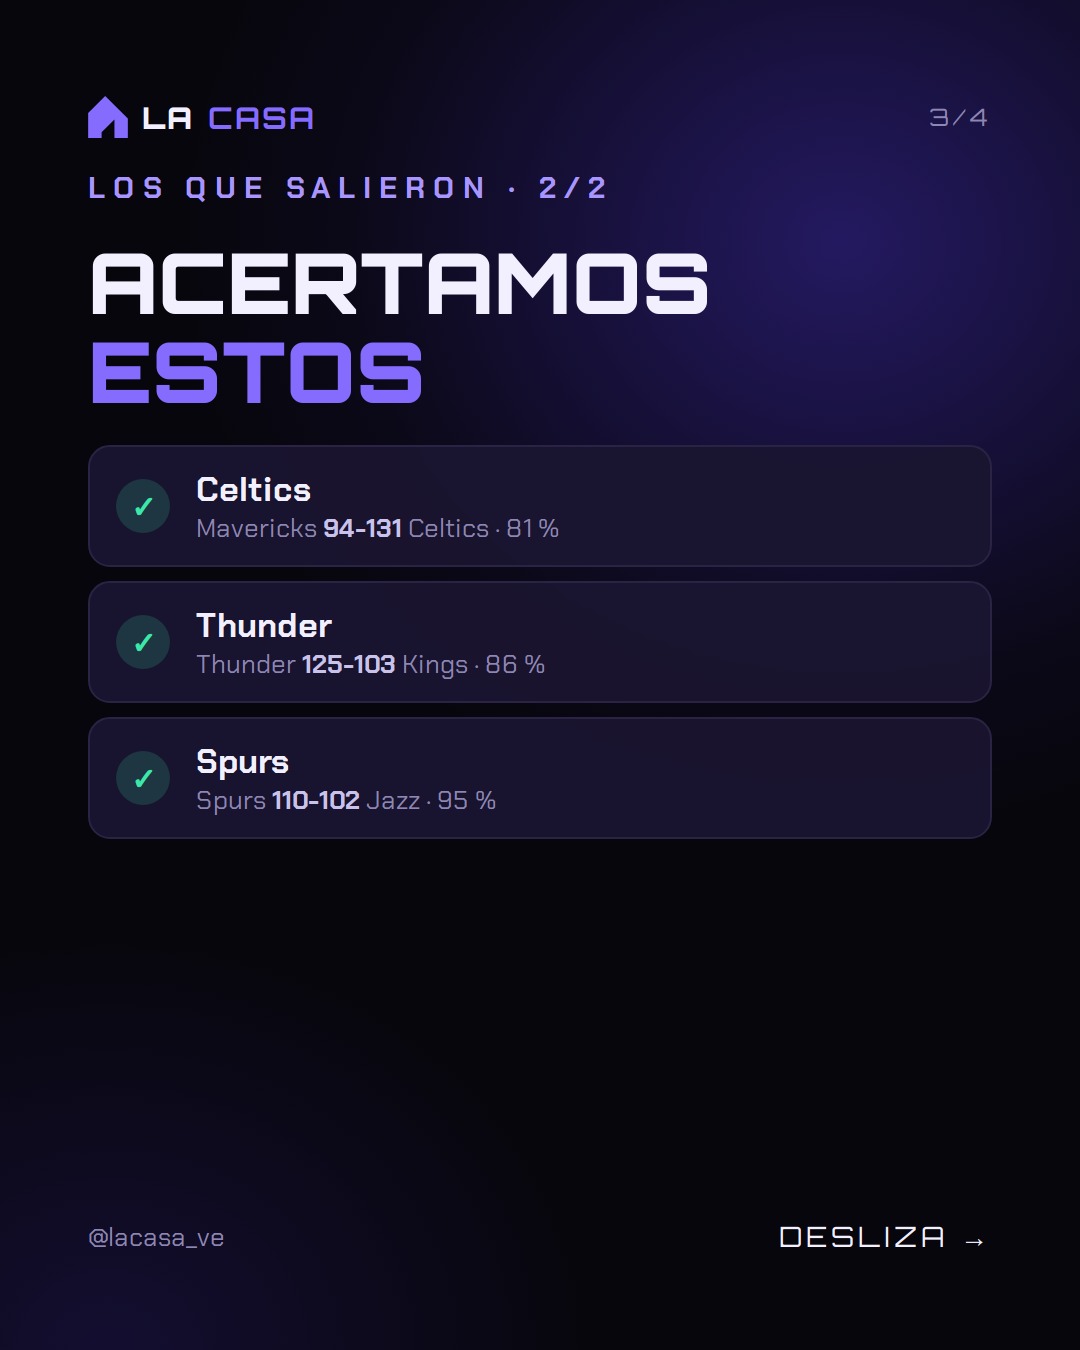 LA CASA
3/4
LOS QUE SALIERON · 2/2
ACERTAMOS
ESTOS
✓ Celtics
Mavericks 94-131 Celtics · 81 %
✓ Thunder
Thunder 125-103 Kings · 86 %
✓ Spurs
Spurs 110-102 Jazz · 95 %
@lacasa_ve
DESLIZA →